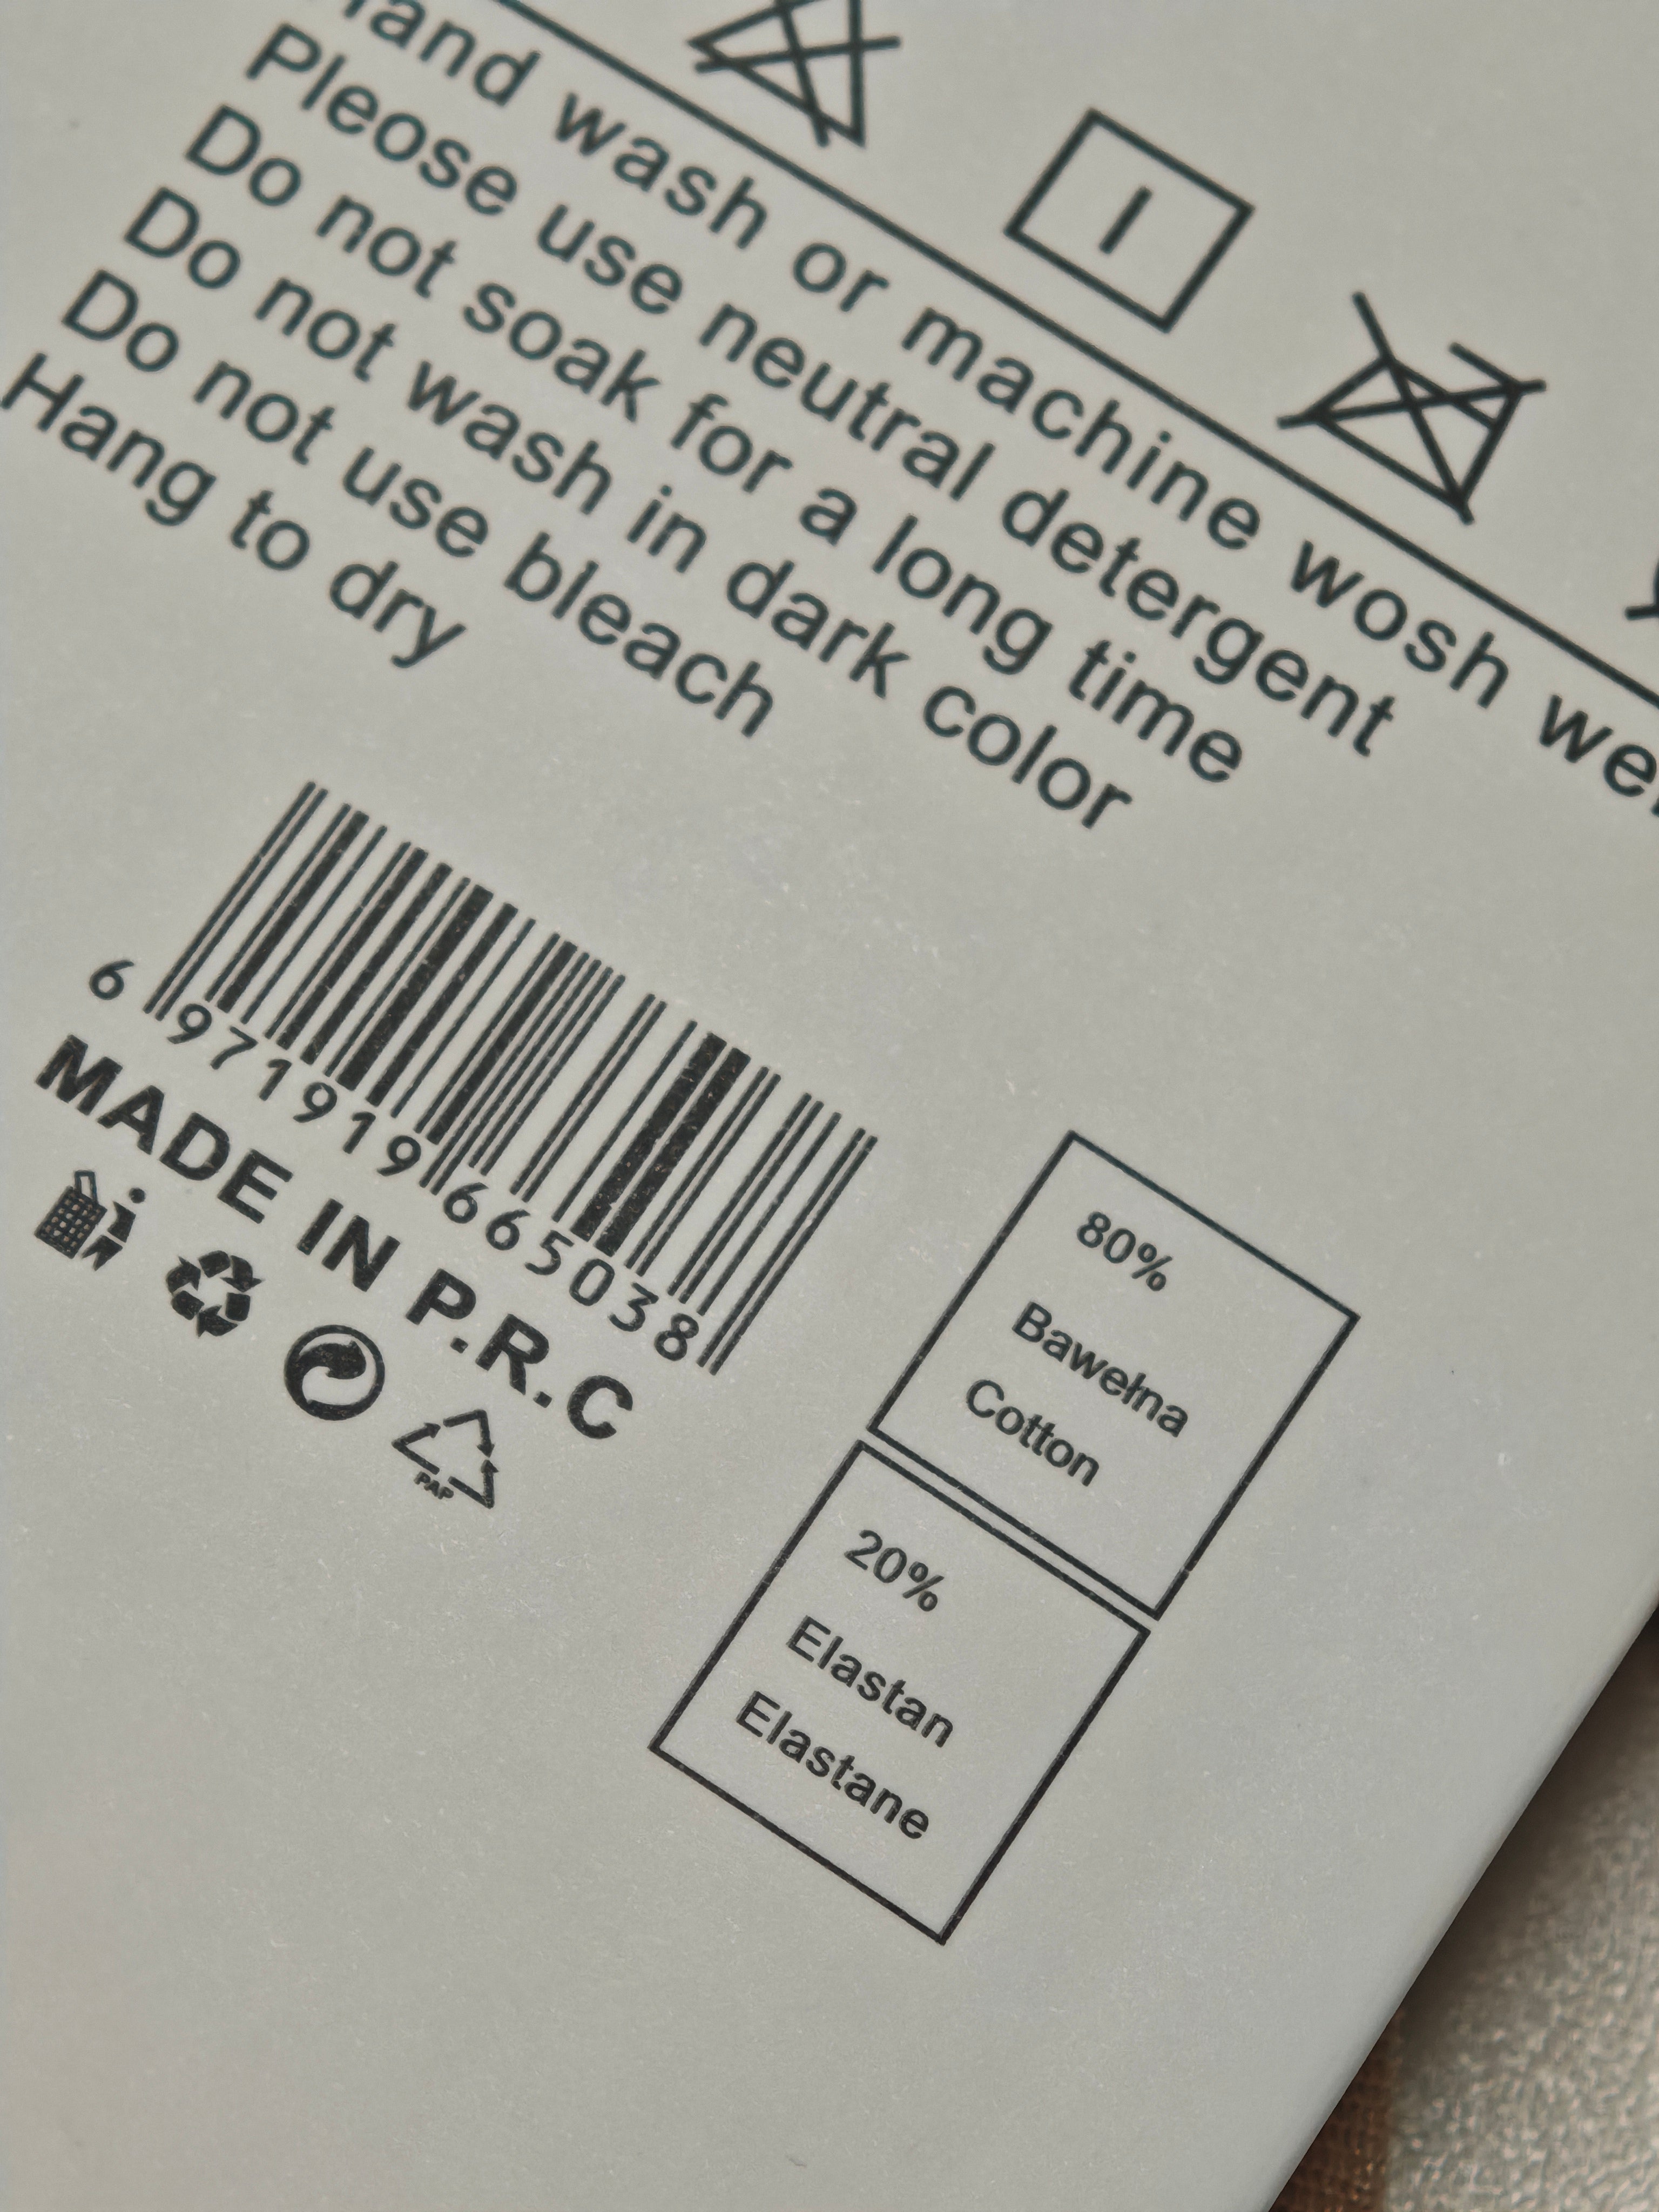 Hand wash or machine wosh
Pleose use neutral detergent
Do not soak for a long time
Do not wash in dark color
Do not use bleach
Hang to dry
6 971919 665038
MADE IN P.R.C
PAP
80%
Bawełna
Cotton
20%
Elastan
Elastane